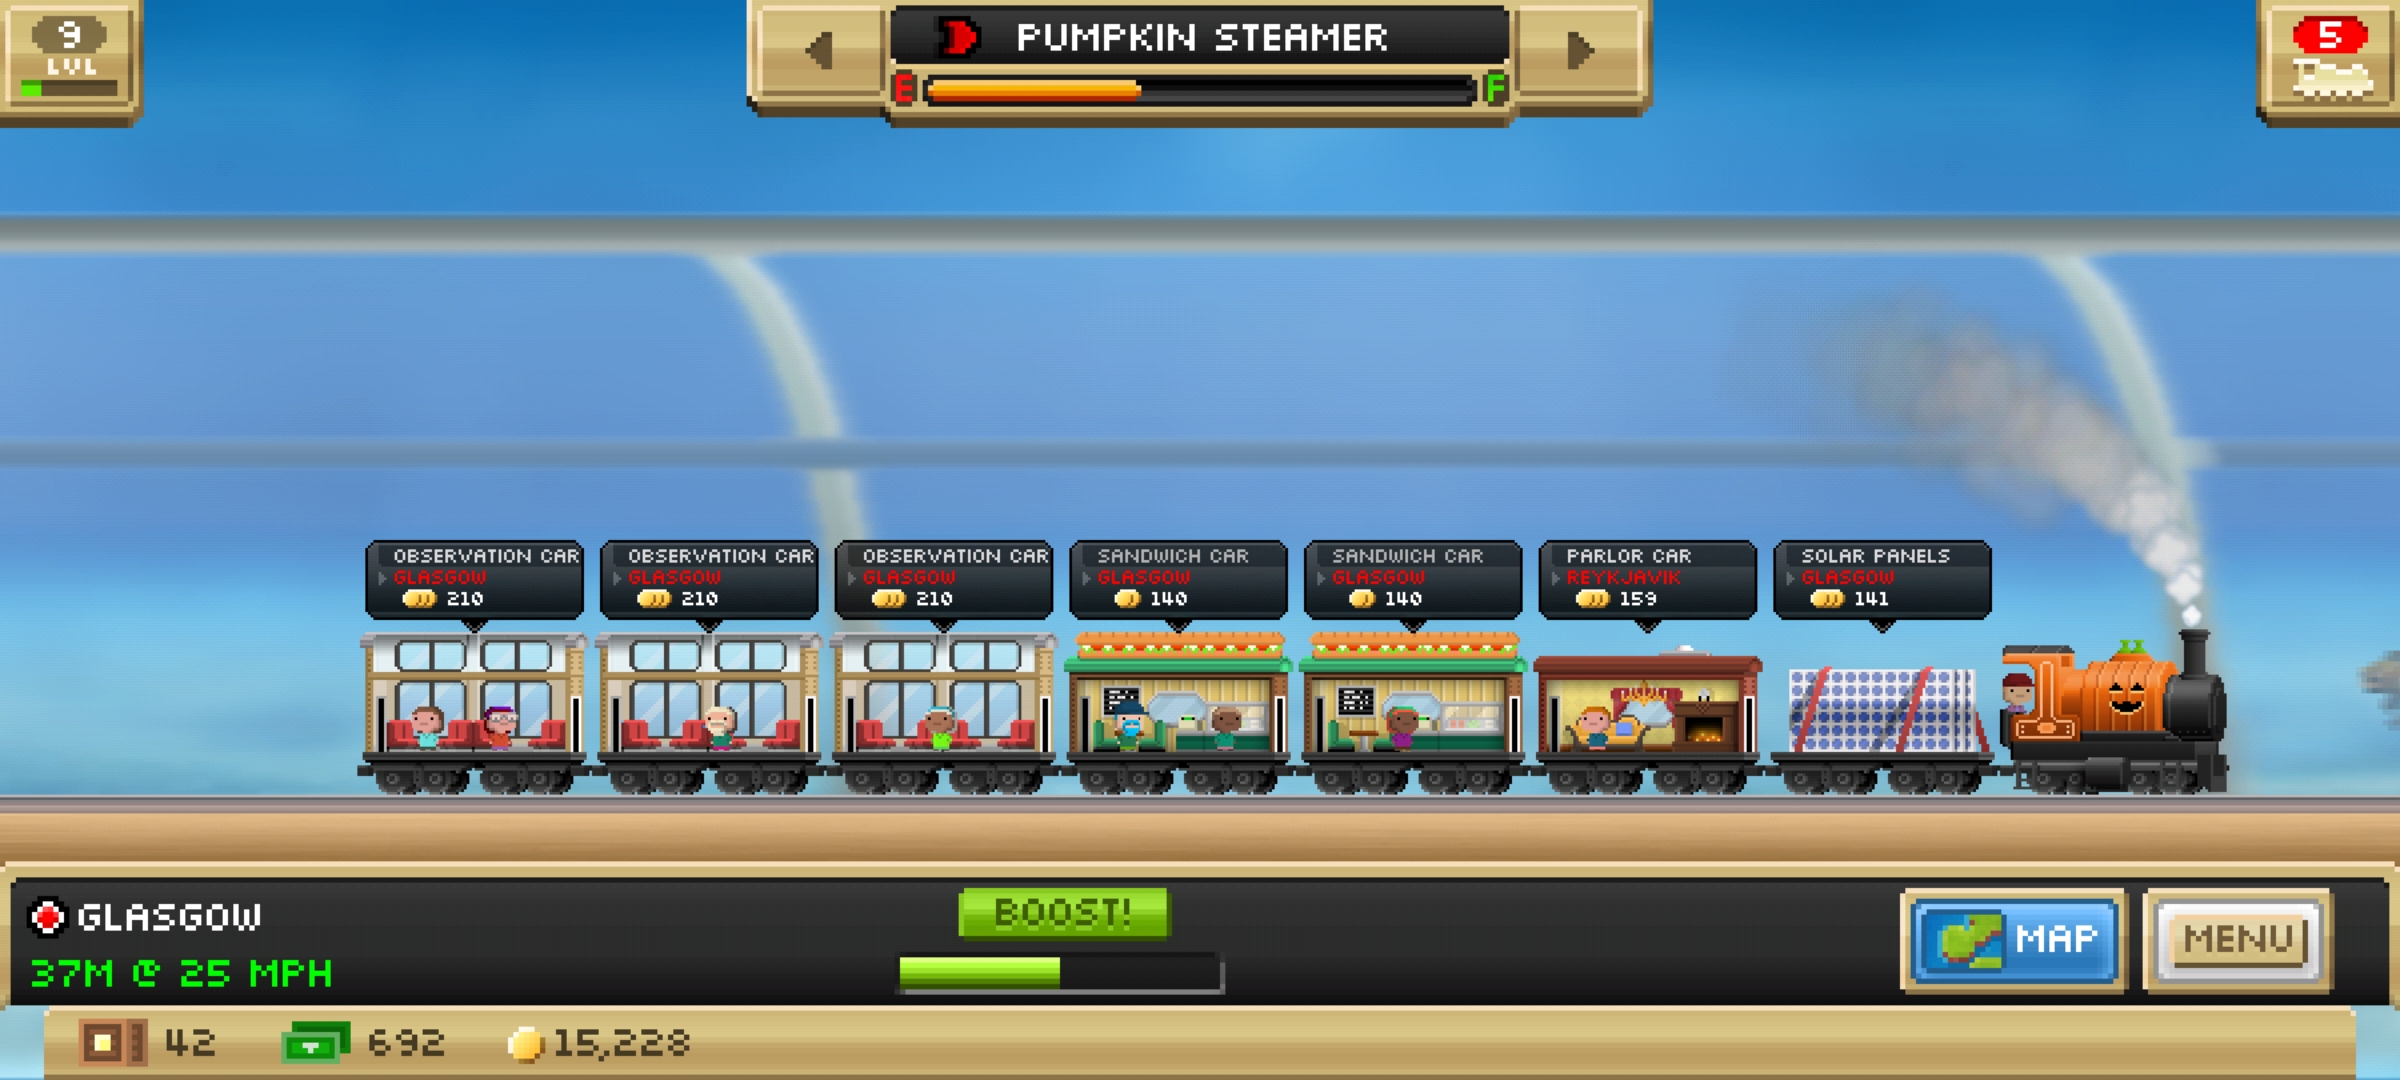 9
LVL
PUMPKIN STEAMER
E F
5
OBSERVATION CAR
GLASGOW
210
OBSERVATION CAR
GLASGOW
210
OBSERVATION CAR
GLASGOW
210
SANDWICH CAR
GLASGOW
140
SANDWICH CAR
GLASGOW
140
PARLOR CAR
REYKJAVIK
159
SOLAR PANELS
GLASGOW
141
GLASGOW
37M @ 25 MPH
BOOST!
MAP
MENU
42
692
15,228